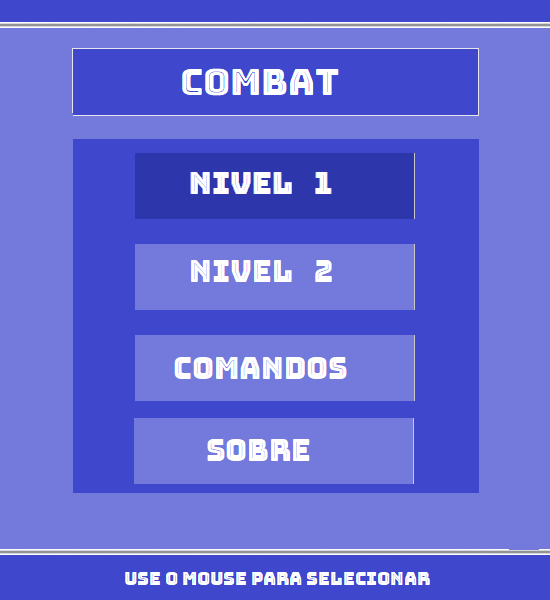 COMBAT
NIVEL 1
NIVEL 2
COMANDOS
SOBRE
USE O MOUSE PARA SELECIONAR